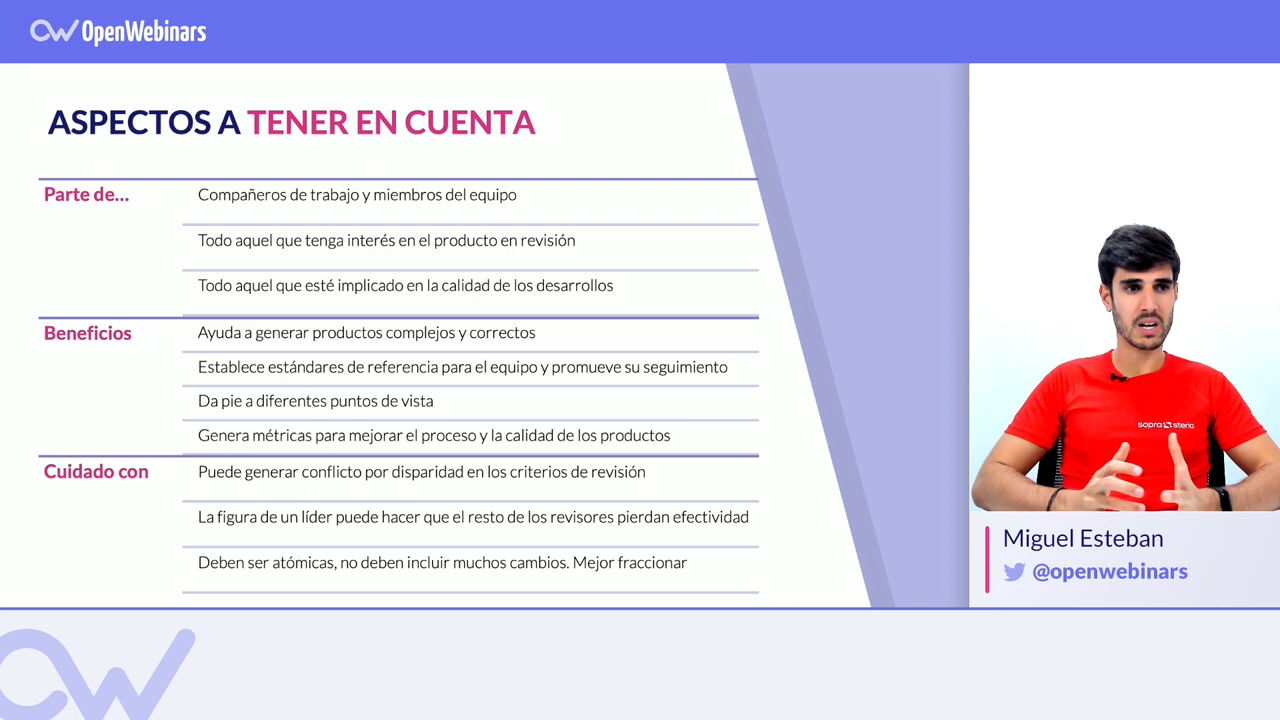 OpenWebinars
ASPECTOS A TENER EN CUENTA
Parte de...
Compañeros de trabajo y miembros del equipo
Todo aquel que tenga interés en el producto en revisión
Todo aquel que esté implicado en la calidad de los desarrollos
Beneficios
Ayuda a generar productos complejos y correctos
Establece estándares de referencia para el equipo y promueve su seguimiento
Da pie a diferentes puntos de vista
Genera métricas para mejorar el proceso y la calidad de los productos
Cuidado con
Puede generar conflicto por disparidad en los criterios de revisión
La figura de un líder puede hacer que el resto de los revisores pierdan efectividad
Deben ser atómicas, no deben incluir muchos cambios. Mejor fraccionar
sopra steria
Miguel Esteban
@openwebinars